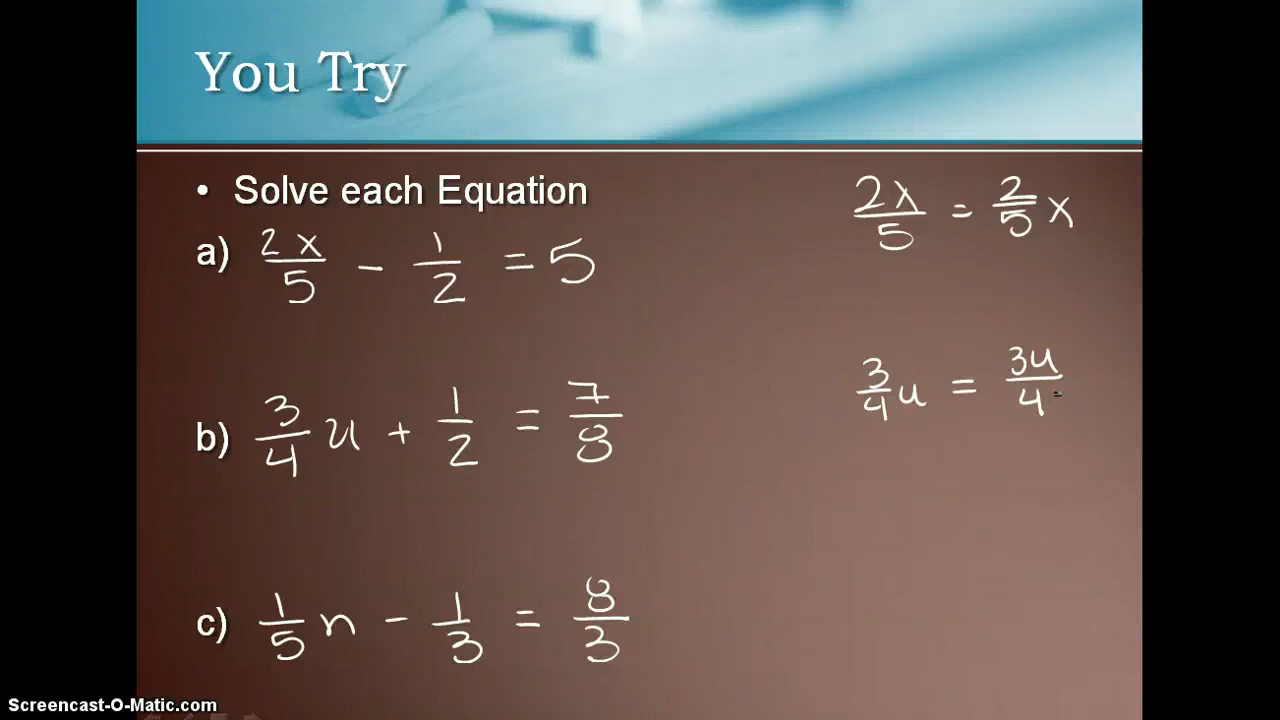 You Try
• Solve each Equation
a) 2x/5 - 1/2 = 5
2x/5 = 2/5 x
b) 3/4 u + 1/2 = 7/8
3/4 u = 3u/4
c) 1/5 n - 1/3 = 8/3
Screencast-O-Matic.com